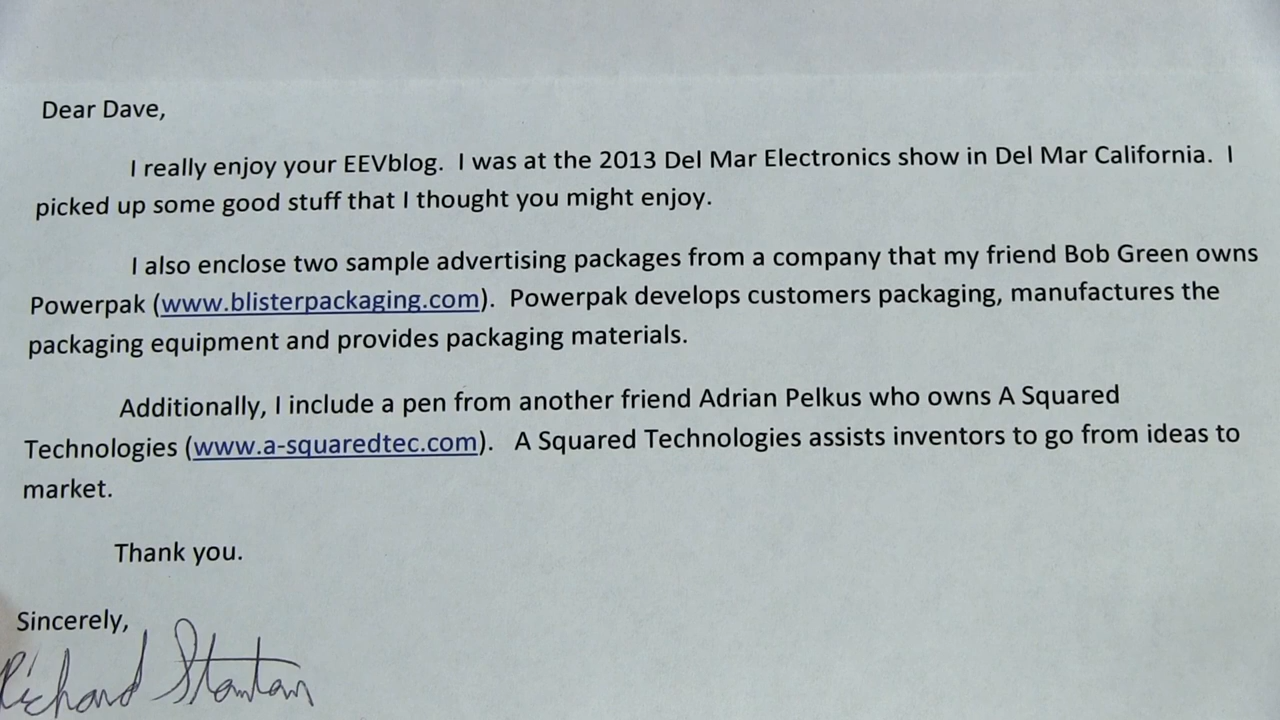 Dear Dave,
I really enjoy your EEVblog. I was at the 2013 Del Mar Electronics show in Del Mar California. I
picked up some good stuff that I thought you might enjoy.
I also enclose two sample advertising packages from a company that my friend Bob Green owns
Powerpak (www.blisterpackaging.com). Powerpak develops customers packaging, manufactures the
packaging equipment and provides packaging materials.
Additionally, I include a pen from another friend Adrian Pelkus who owns A Squared
Technologies (www.a-squaredtec.com). A Squared Technologies assists inventors to go from ideas to
market.
Thank you.
Sincerely,
Richard Stantan